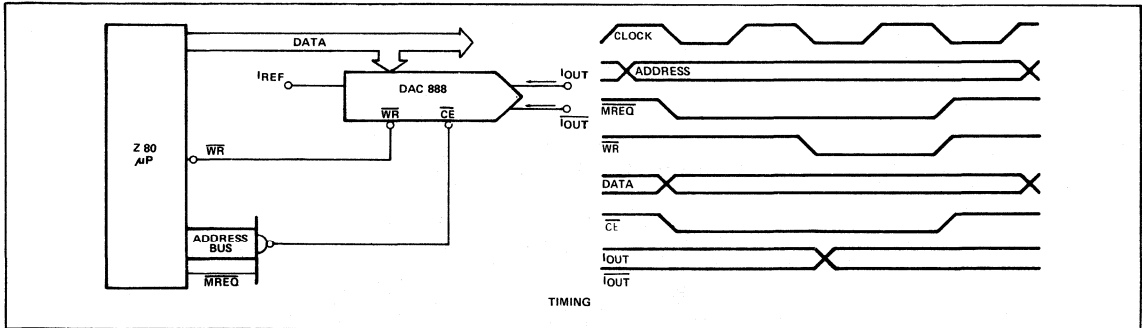 DATA
IREF
DAC 888
WR
CE
IOUT
IOUT
Z 80
μP
WR
ADDRESS
BUS
MREQ
CLOCK
ADDRESS
MREQ
WR
DATA
CE
IOUT
IOUT
TIMING